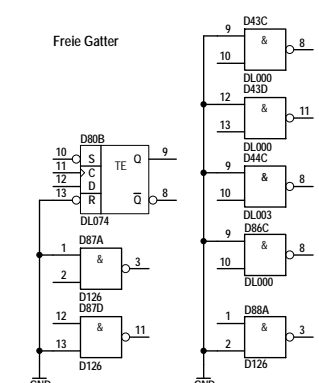 Freie Gatter
D80B
10 S
11 C
12 D
13 R
TE
Q 9
Q 8
DL074
D87A
1 & 3
2
D126
D87D
12 & 11
13
D126
GND
D43C
9 & 8
10
DL000
D43D
12 & 11
13
DL000
D44C
9 & 8
10
DL003
D86C
9 & 8
10
DL000
D88A
1 & 3
2
D126
GND